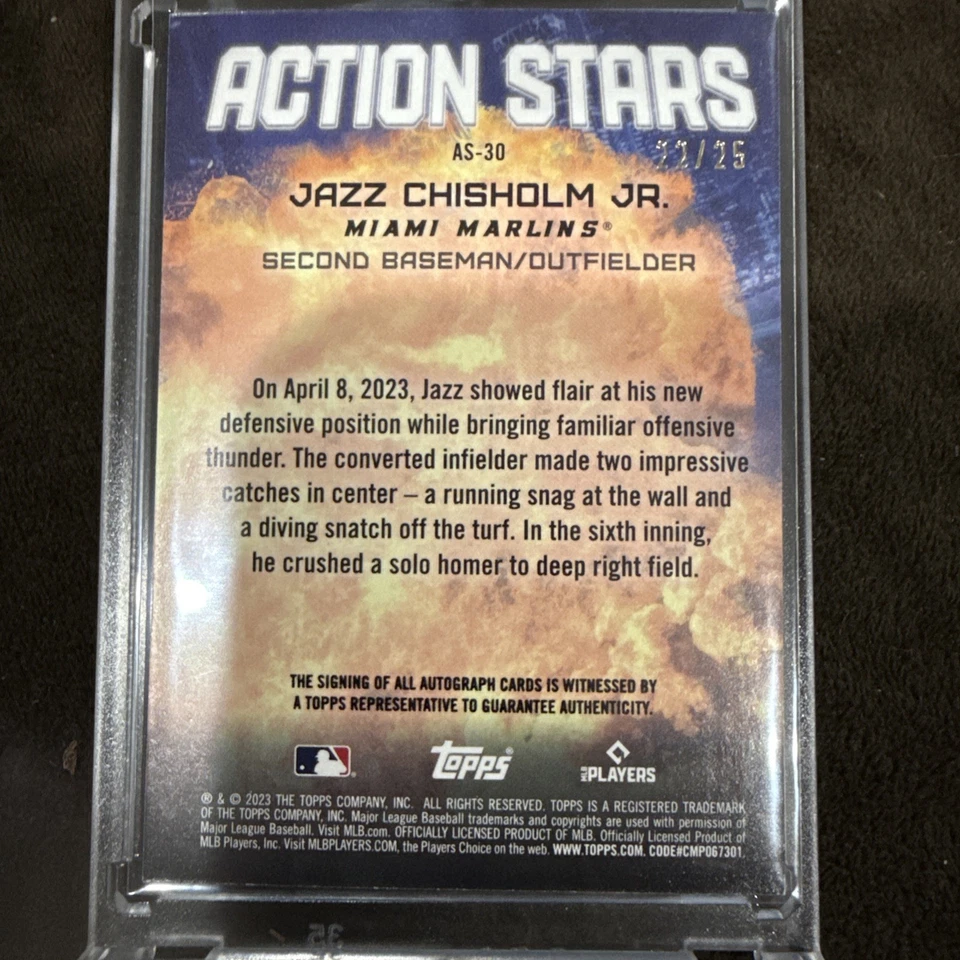 ACTION STARS
AS-30
22/25
JAZZ CHISHOLM JR.
MIAMI MARLINS®
SECOND BASEMAN/OUTFIELDER
On April 8, 2023, Jazz showed flair at his new
defensive position while bringing familiar offensive
thunder. The converted infielder made two impressive
catches in center – a running snag at the wall and
a diving snatch off the turf. In the sixth inning,
he crushed a solo homer to deep right field.
THE SIGNING OF ALL AUTOGRAPH CARDS IS WITNESSED BY
A TOPPS REPRESENTATIVE TO GUARANTEE AUTHENTICITY.
topps®
MLB PLAYERS
® & © 2023 THE TOPPS COMPANY, INC. ALL RIGHTS RESERVED. TOPPS IS A REGISTERED TRADEMARK
OF THE TOPPS COMPANY, INC. Major League Baseball trademarks and copyrights are used with permission of
Major League Baseball. Visit MLB.com. OFFICIALLY LICENSED PRODUCT OF MLB. Officially Licensed Product of
MLB Players, Inc. Visit MLBPLAYERS.COM, the Players Choice on the web. WWW.TOPPS.COM. CODE#CMP067301